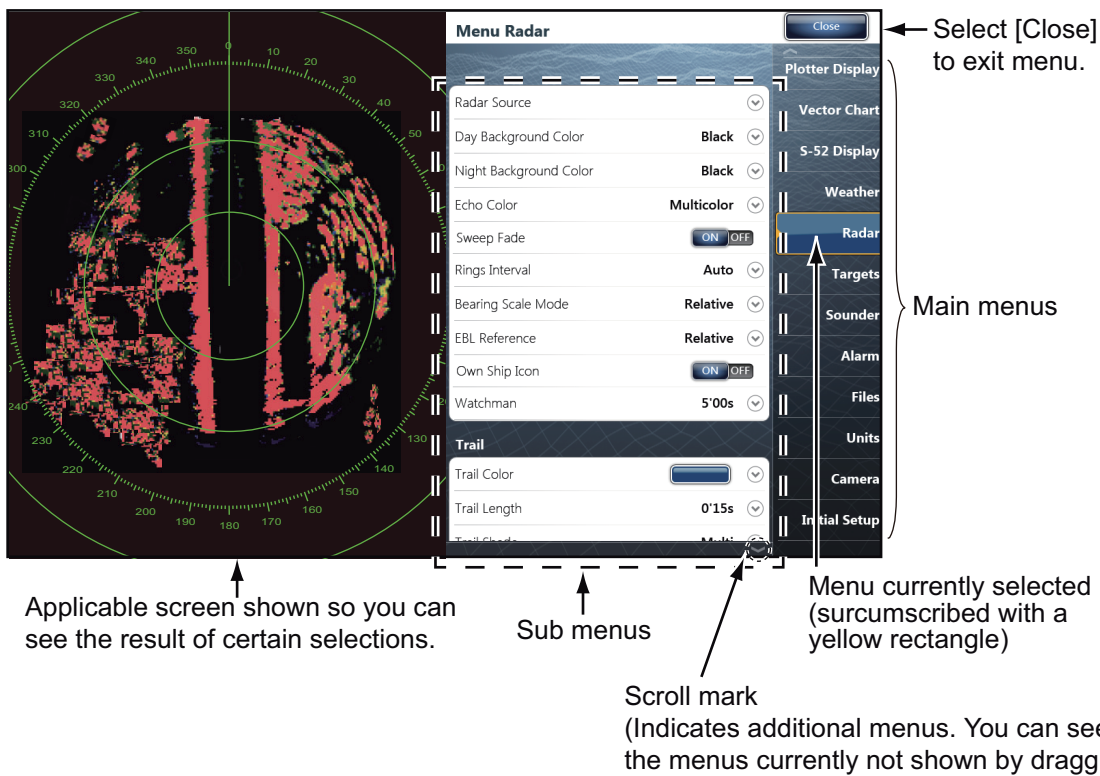 Menu Radar
Close
Select [Close]
to exit menu.
Plotter Display
Vector Chart
S-52 Display
Weather
Radar
Targets
Sounder
Alarm
Files
Units
Camera
Initial Setup
Main menus
Radar Source
Day Background Color Black
Night Background Color Black
Echo Color Multicolor
Sweep Fade ON OFF
Rings Interval Auto
Bearing Scale Mode Relative
EBL Reference Relative
Own Ship Icon ON OFF
Watchman 5'00s
Trail
Trail Color
Trail Length 0'15s
Trail Shade Multi
350 0 10
340 20
30
320 40
310 50
300
240
230 130
220 140
210 150
200 190 180 170 160
Applicable screen shown so you can
see the result of certain selections.
Sub menus
Menu currently selected
(surcumscribed with a
yellow rectangle)
Scroll mark
(Indicates additional menus. You can see
the menus currently not shown by dragg